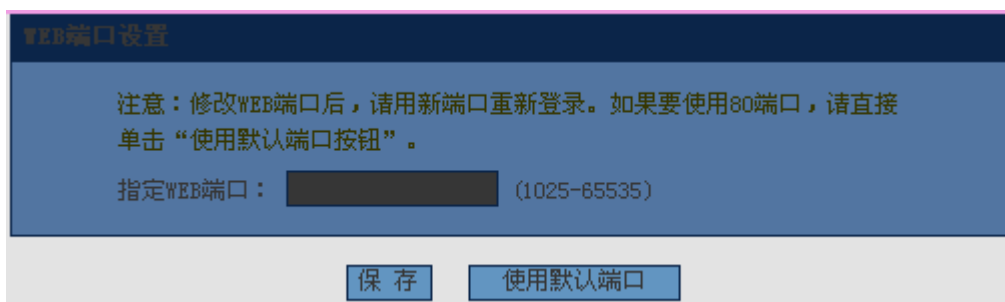 WEB端口设置
注意：修改WEB端口后，请用新端口重新登录。如果要使用80端口，请直接
单击“使用默认端口按钮”。
指定WEB端口： (1025-65535)
保 存 使用默认端口